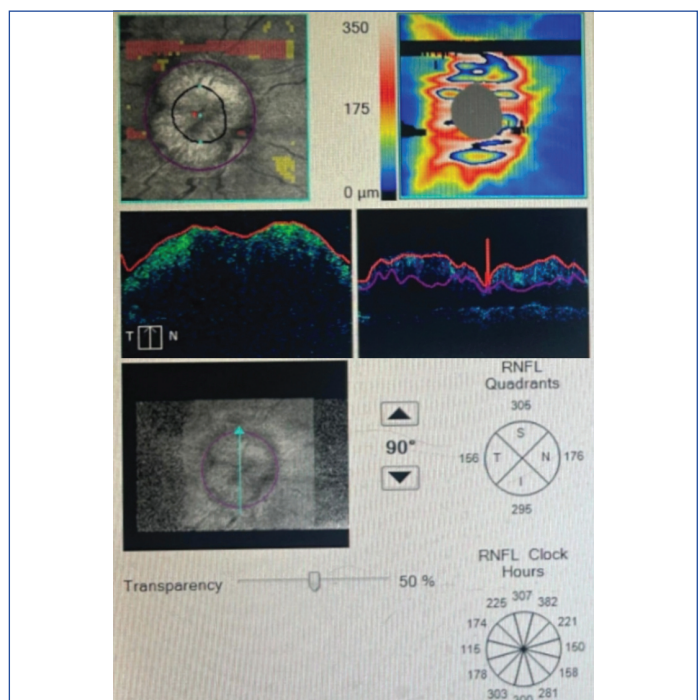 350
175
0 µm
T N
RNFL
Quadrants
305
S
156 T N 176
I
295
90°
Transparency 50 %
RNFL Clock
Hours
307
225 382
174 221
115 150
178 158
303 281